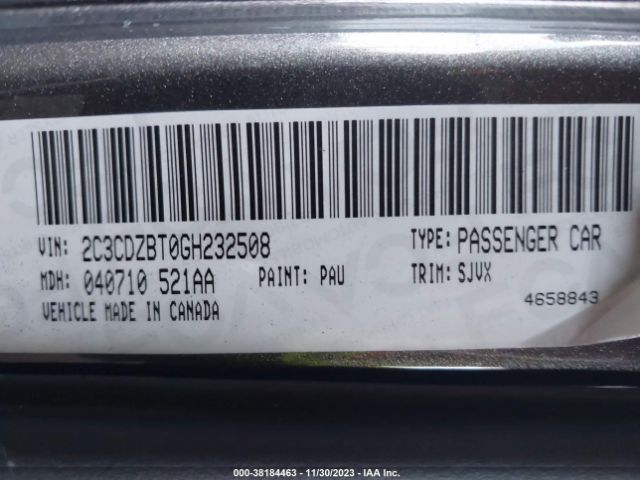 VIN: 2C3CDZBT0GH232508 TYPE: PASSENGER CAR
MDH: 040710 521AA PAINT: PAU TRIM: SJVX
VEHICLE MADE IN CANADA 4658843
000-38184463 - 11/30/2023 - IAA Inc.